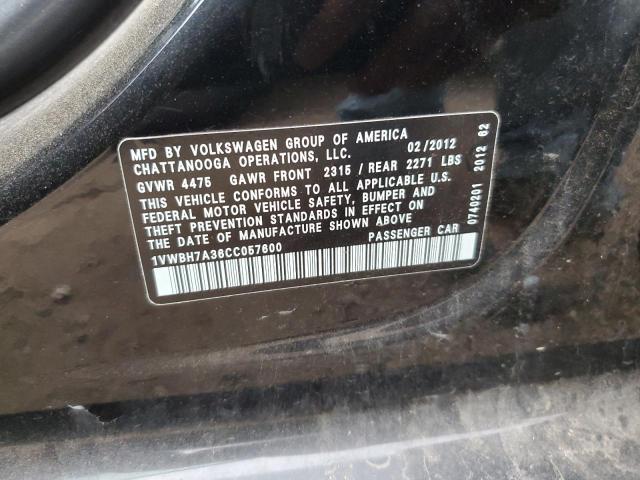 MFD BY VOLKSWAGEN GROUP OF AMERICA
CHATTANOOGA OPERATIONS, LLC. 02/2012
GVWR 4475 GAWR FRONT 2315 / REAR 2271 LBS
THIS VEHICLE CONFORMS TO ALL APPLICABLE U.S.
FEDERAL MOTOR VEHICLE SAFETY, BUMPER AND
THEFT PREVENTION STANDARDS IN EFFECT ON
THE DATE OF MANUFACTURE SHOWN ABOVE
1VWBH7A36CC057600 PASSENGER CAR
0740201 2012 62